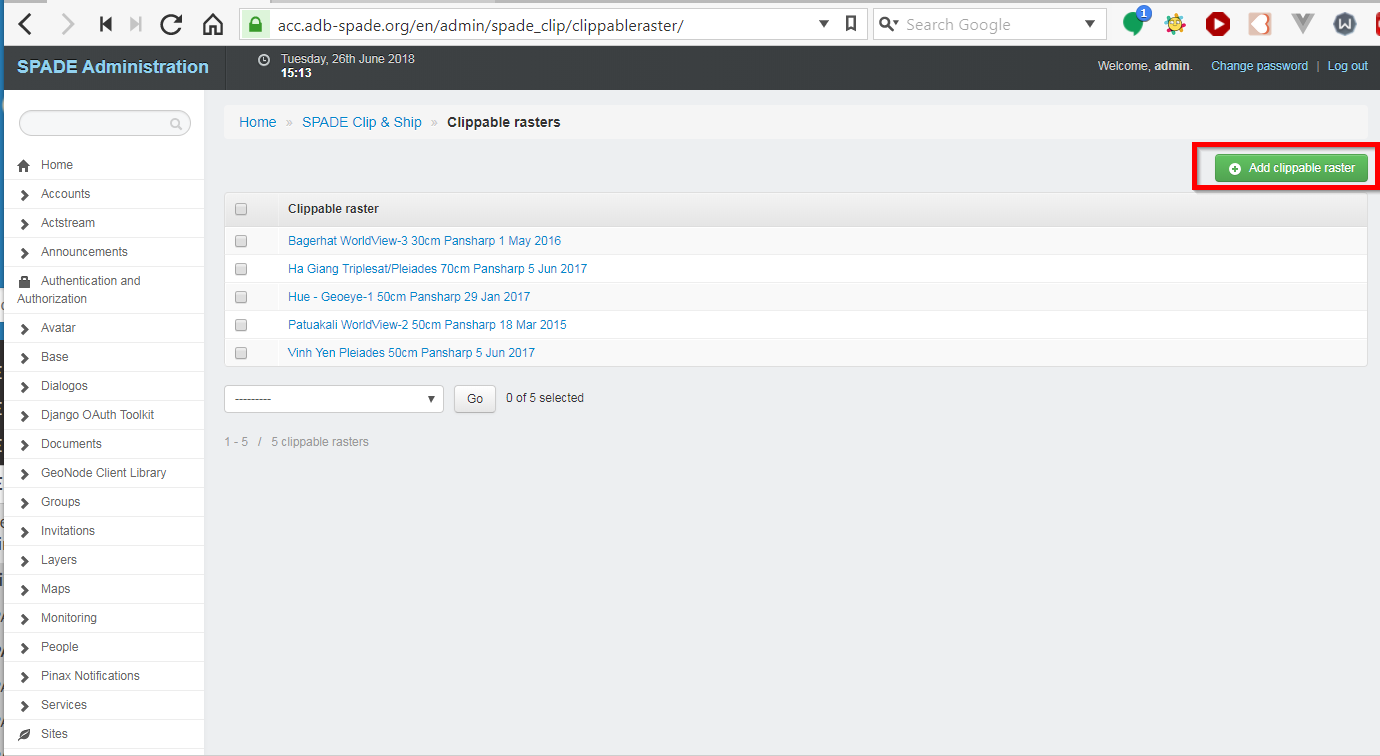 acc.adb-spade.org/en/admin/spade_clip/clippableraster/
Search Google
1
SPADE Administration
Tuesday, 26th June 2018
15:13
Welcome, admin.
Change password | Log out
Home
Accounts
Actstream
Announcements
Authentication and
Authorization
Avatar
Base
Dialogos
Django OAuth Toolkit
Documents
GeoNode Client Library
Groups
Invitations
Layers
Maps
Monitoring
People
Pinax Notifications
Services
Sites
Home » SPADE Clip & Ship » Clippable rasters
Add clippable raster
Clippable raster
Bagerhat WorldView-3 30cm Pansharp 1 May 2016
Ha Giang Triplesat/Pleiades 70cm Pansharp 5 Jun 2017
Hue - Geoeye-1 50cm Pansharp 29 Jan 2017
Patuakali WorldView-2 50cm Pansharp 18 Mar 2015
Vinh Yen Pleiades 50cm Pansharp 5 Jun 2017
---------
Go
0 of 5 selected
1 - 5 / 5 clippable rasters